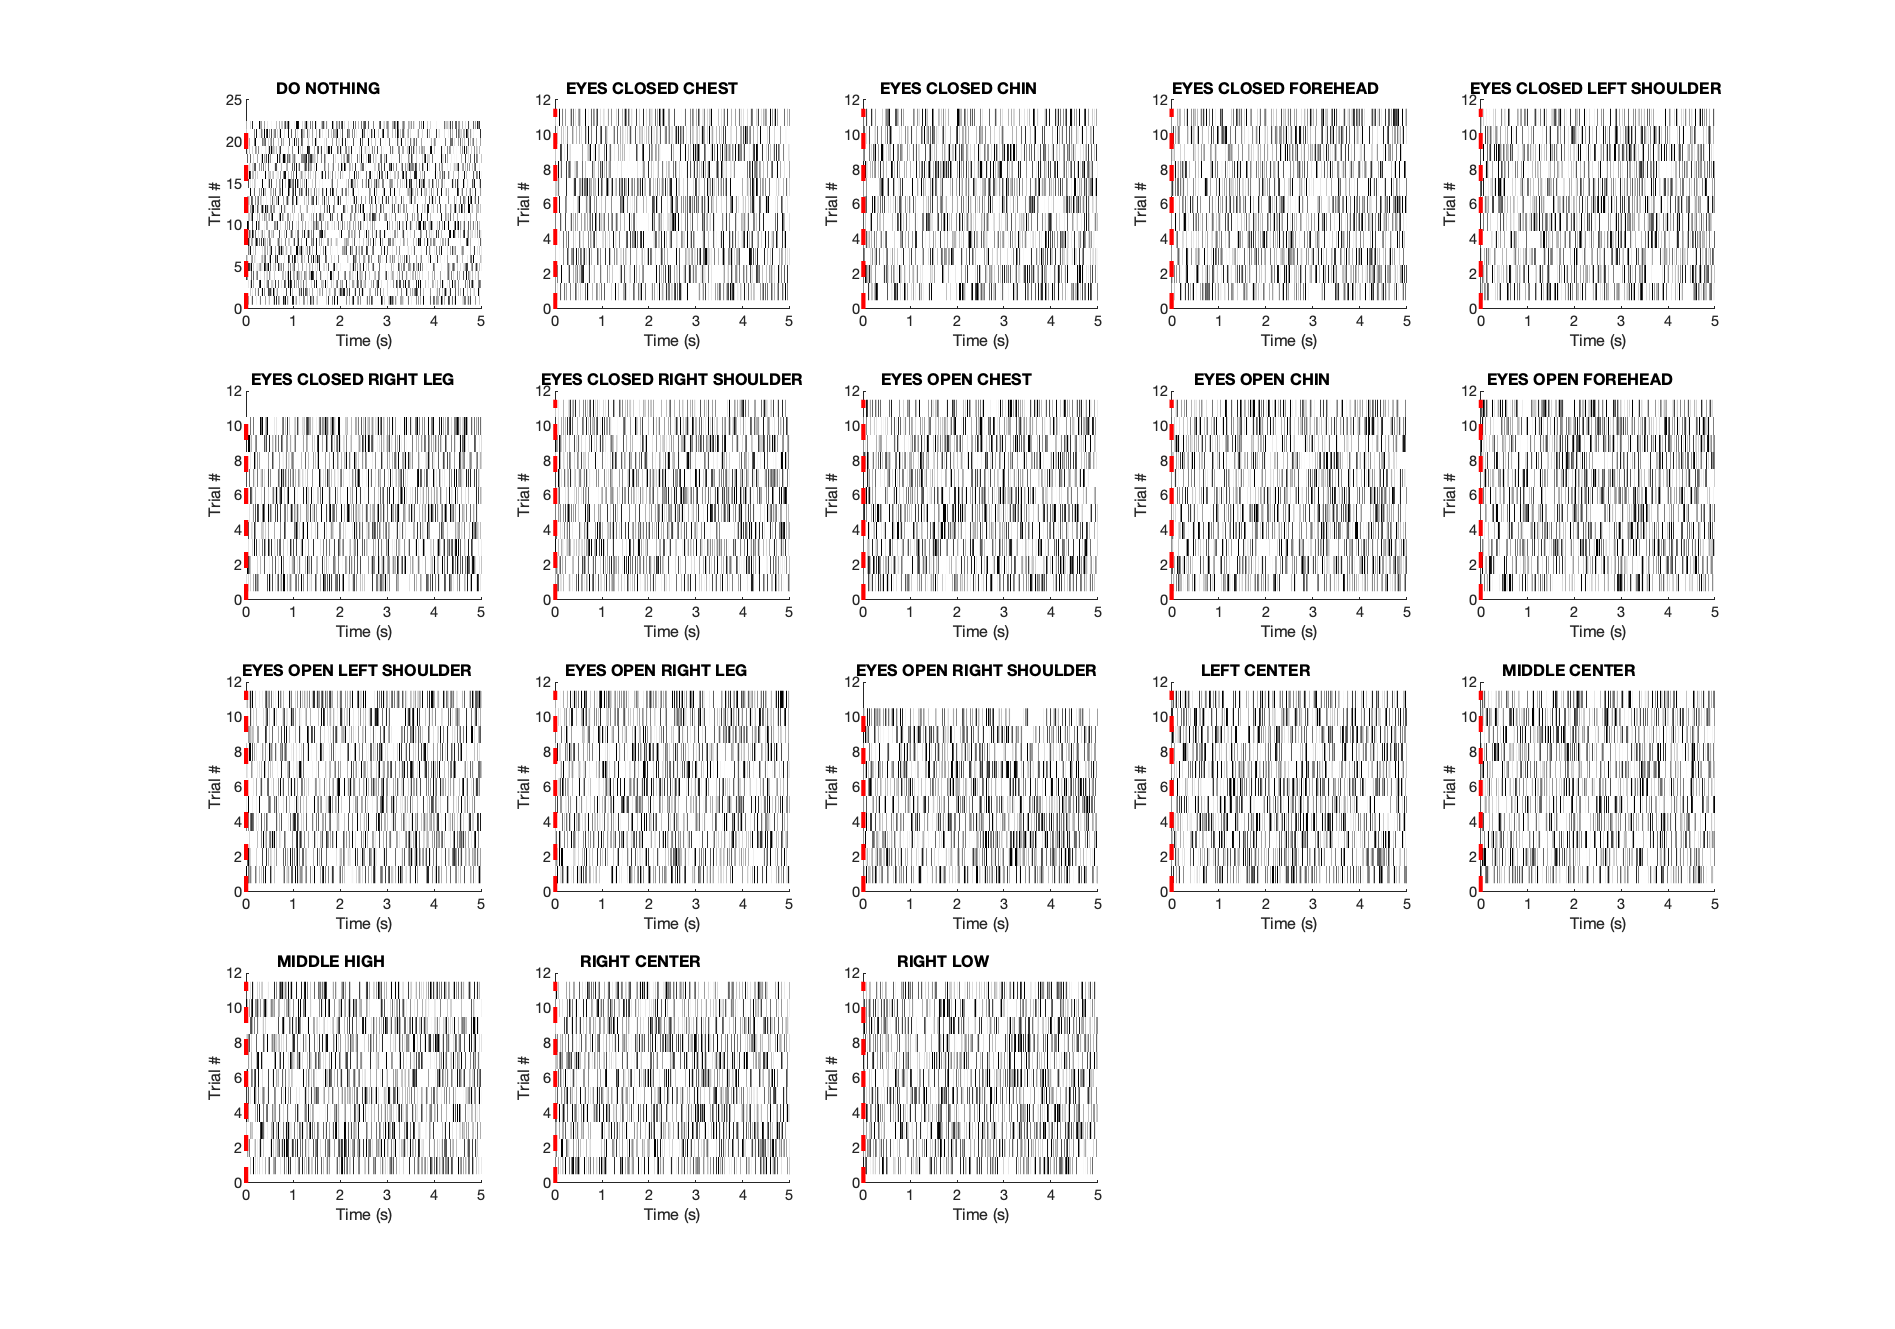 DO NOTHING
25
20
15
10
5
0
Trial #
0 1 2 3 4 5
Time (s)
EYES CLOSED CHEST
12
10
8
6
4
2
0
Trial #
0 1 2 3 4 5
Time (s)
EYES CLOSED CHIN
12
10
8
6
4
2
0
Trial #
0 1 2 3 4 5
Time (s)
EYES CLOSED FOREHEAD
12
10
8
6
4
2
0
Trial #
0 1 2 3 4 5
Time (s)
EYES CLOSED LEFT SHOULDER
12
10
8
6
4
2
0
Trial #
0 1 2 3 4 5
Time (s)
EYES CLOSED RIGHT LEG
12
10
8
6
4
2
0
Trial #
0 1 2 3 4 5
Time (s)
EYES CLOSED RIGHT SHOULDER
12
10
8
6
4
2
0
Trial #
0 1 2 3 4 5
Time (s)
EYES OPEN CHEST
12
10
8
6
4
2
0
Trial #
0 1 2 3 4 5
Time (s)
EYES OPEN CHIN
12
10
8
6
4
2
0
Trial #
0 1 2 3 4 5
Time (s)
EYES OPEN FOREHEAD
12
10
8
6
4
2
0
Trial #
0 1 2 3 4 5
Time (s)
EYES OPEN LEFT SHOULDER
12
10
8
6
4
2
0
Trial #
0 1 2 3 4 5
Time (s)
EYES OPEN RIGHT LEG
12
10
8
6
4
2
0
Trial #
0 1 2 3 4 5
Time (s)
EYES OPEN RIGHT SHOULDER
12
10
8
6
4
2
0
Trial #
0 1 2 3 4 5
Time (s)
LEFT CENTER
12
10
8
6
4
2
0
Trial #
0 1 2 3 4 5
Time (s)
MIDDLE CENTER
12
10
8
6
4
2
0
Trial #
0 1 2 3 4 5
Time (s)
MIDDLE HIGH
12
10
8
6
4
2
0
Trial #
0 1 2 3 4 5
Time (s)
RIGHT CENTER
12
10
8
6
4
2
0
Trial #
0 1 2 3 4 5
Time (s)
RIGHT LOW
12
10
8
6
4
2
0
Trial #
0 1 2 3 4 5
Time (s)